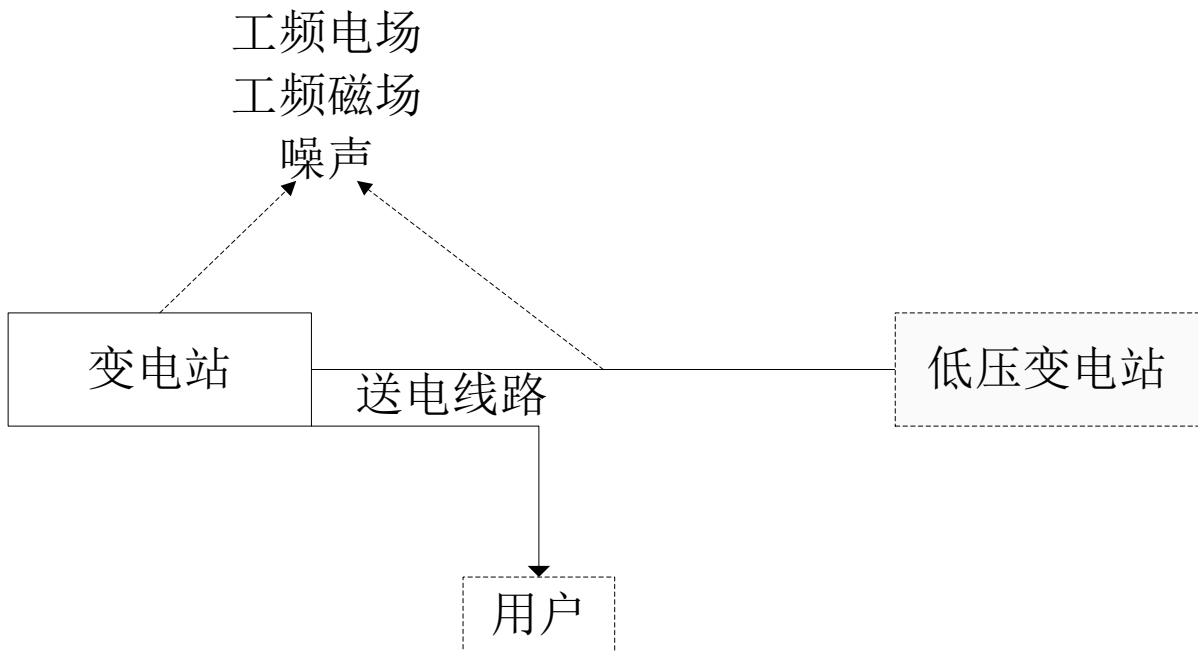 工频电场
工频磁场
噪声
变电站
送电线路
低压变电站
用户